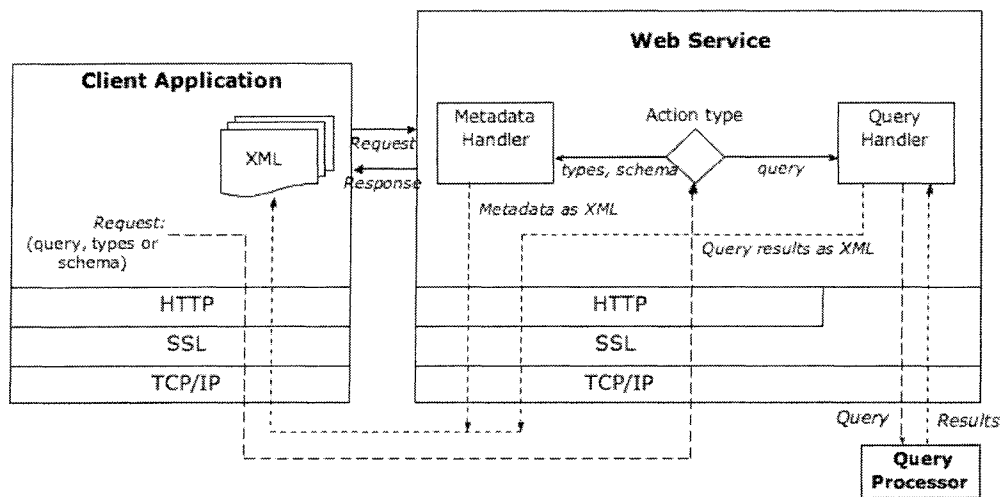 Web Service
Client Application
XML
Request
Response
Request:
(query, types or
schema)
HTTP
SSL
TCP/IP
Metadata
Handler
Action type
Query
Handler
types, schema
query
Metadata as XML
Query results as XML
HTTP
SSL
TCP/IP
Query
Results
Query
Processor